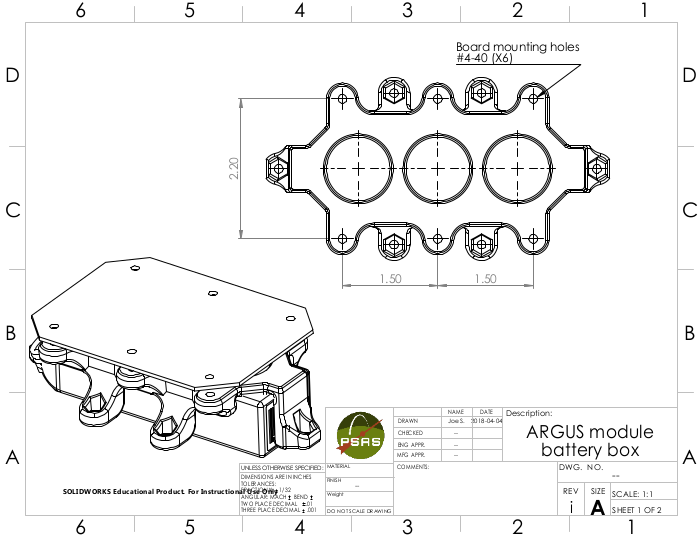 6 5 4 3 2 1
Board mounting holes
#4-40 (X6)
D D
2.20
C C
1.50 1.50
B B
NAME DATE
Description:
DRAWN Joe S. 2018-04-04
CHECKED --
ENG APPR. --
MFG APPR. --
PSAS
ARGUS module
battery box
A A
UNLESS OTHERWISE SPECIFIED:
MATERIAL
COMMENTS:
DWG. NO.
--
DIMENSIONS ARE IN INCHES
TOLERANCES:
1/32
FINISH
--
SOLIDWORKS Educational Product. For Instructional Use Only
ANGULAR: MACH ± BEND ±
TWO PLACE DECIMAL ±.01
THREE PLACE DECIMAL ± .001
Weight
DO NOT SCALE DRAWING
REV
i
SIZE
A
SCALE: 1:1
SHEET 1 OF 2
6 5 4 3 2 1